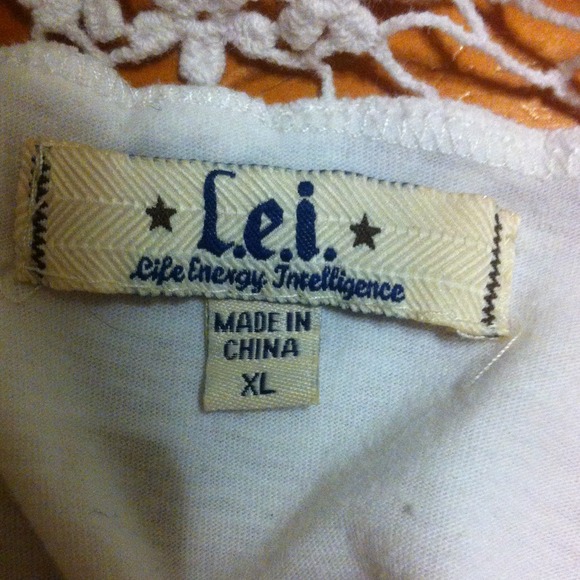 L.e.i.
Life Energy Intelligence
MADE IN
CHINA
XL